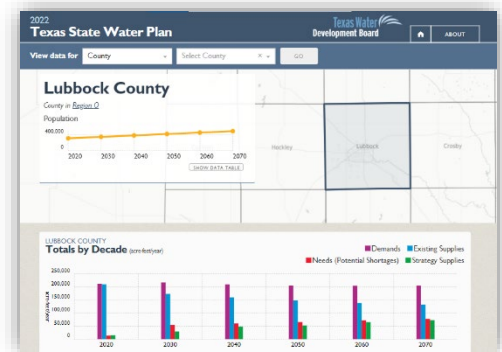 2022
Texas State Water Plan
Texas Water
Development Board
ABOUT
View data for County Select County × GO
Lubbock County
County in Region O
Population
400,000
0
2020 2030 2040 2050 2060 2070
SHOW DATA TABLE
Hockley Lubbock Crosby
LUBBOCK COUNTY
Totals by Decade (acre-feet/year)
Demands Existing Supplies
Needs (Potential Shortages) Strategy Supplies
250,000
200,000
150,000
100,000
50,000
0
2020 2030 2040 2050 2060 2070